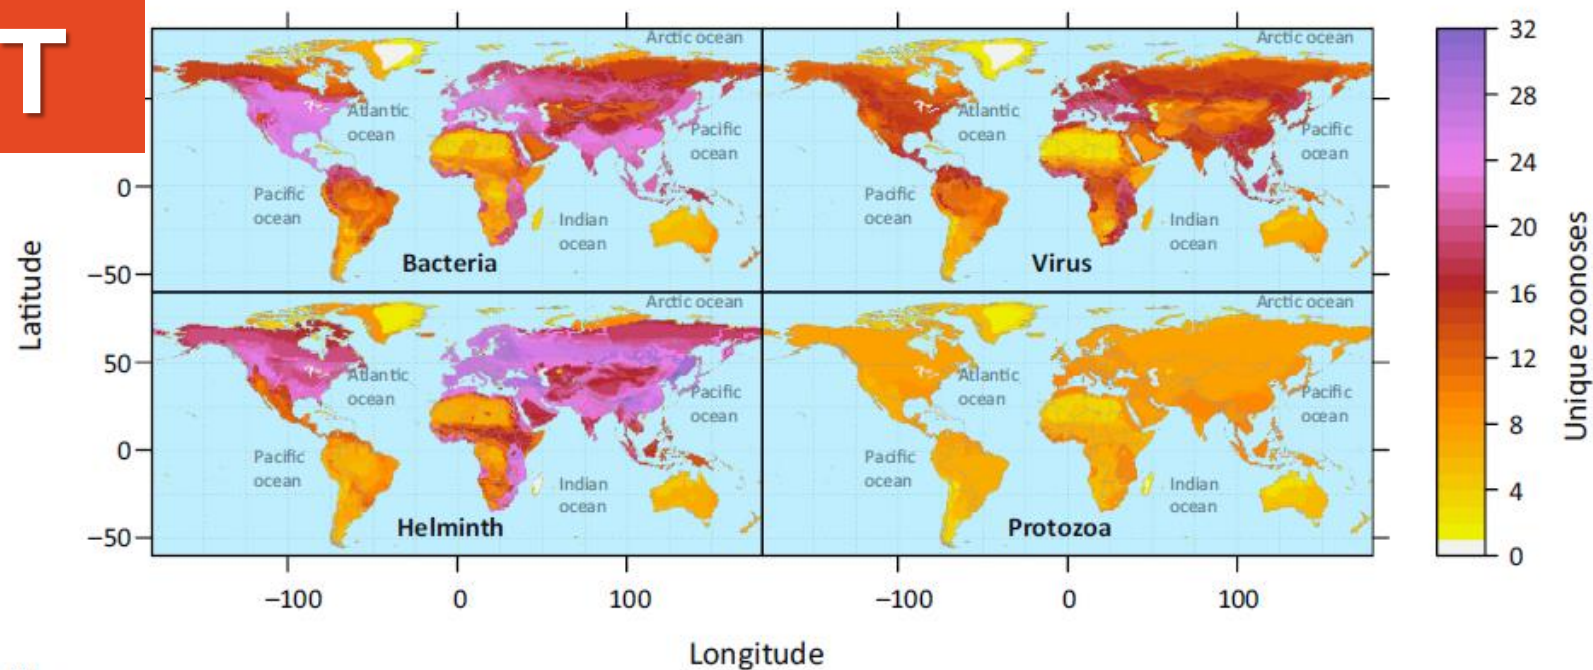 T
Arctic ocean
Atlantic
ocean
Pacific
ocean
Pacific
ocean
Indian
ocean
Bacteria
Arctic ocean
Atlantic
ocean
Pacific
ocean
Pacific
ocean
Indian
ocean
Virus
Arctic ocean
Atlantic
ocean
Pacific
ocean
Pacific
ocean
Indian
ocean
Helminth
Arctic ocean
Atlantic
ocean
Pacific
ocean
Pacific
ocean
Indian
ocean
Protozoa
Latitude
0
−50
50
0
−50
−100 0 100
−100 0 100
Longitude
32
28
24
20
16
12
8
4
0
Unique zoonoses